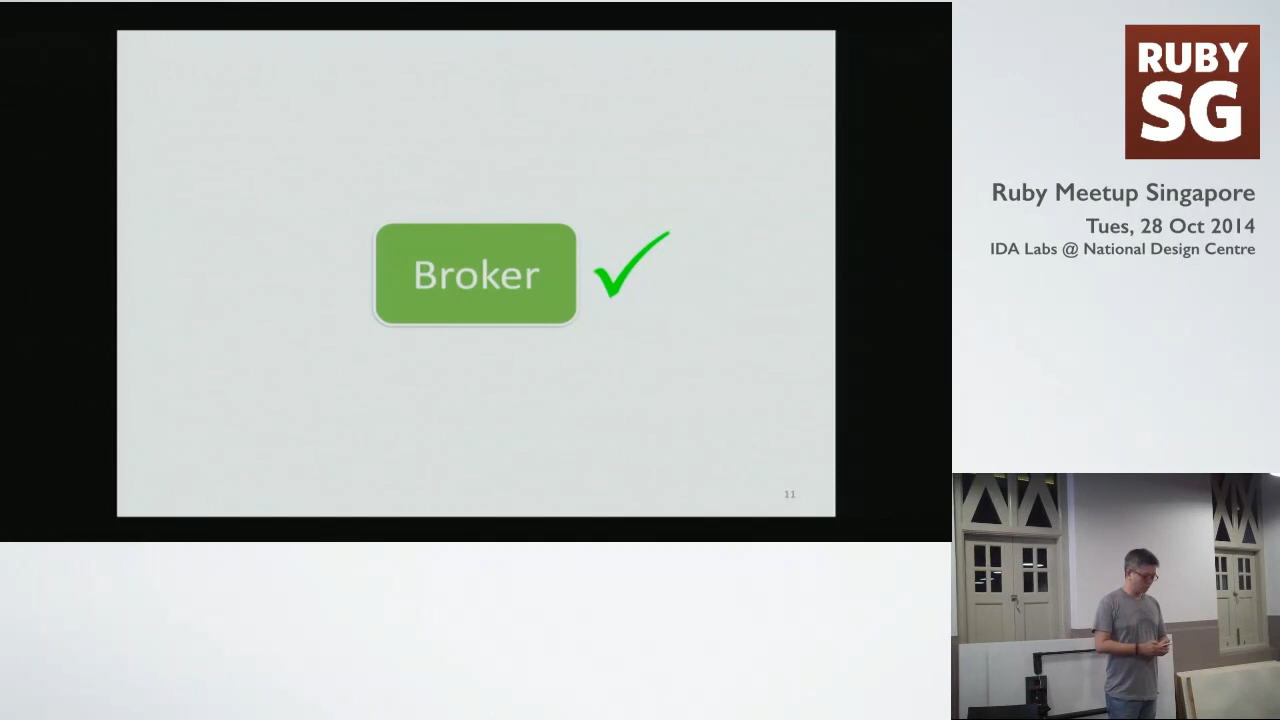 Broker
11
RUBY
SG
Ruby Meetup Singapore
Tues, 28 Oct 2014
IDA Labs @ National Design Centre